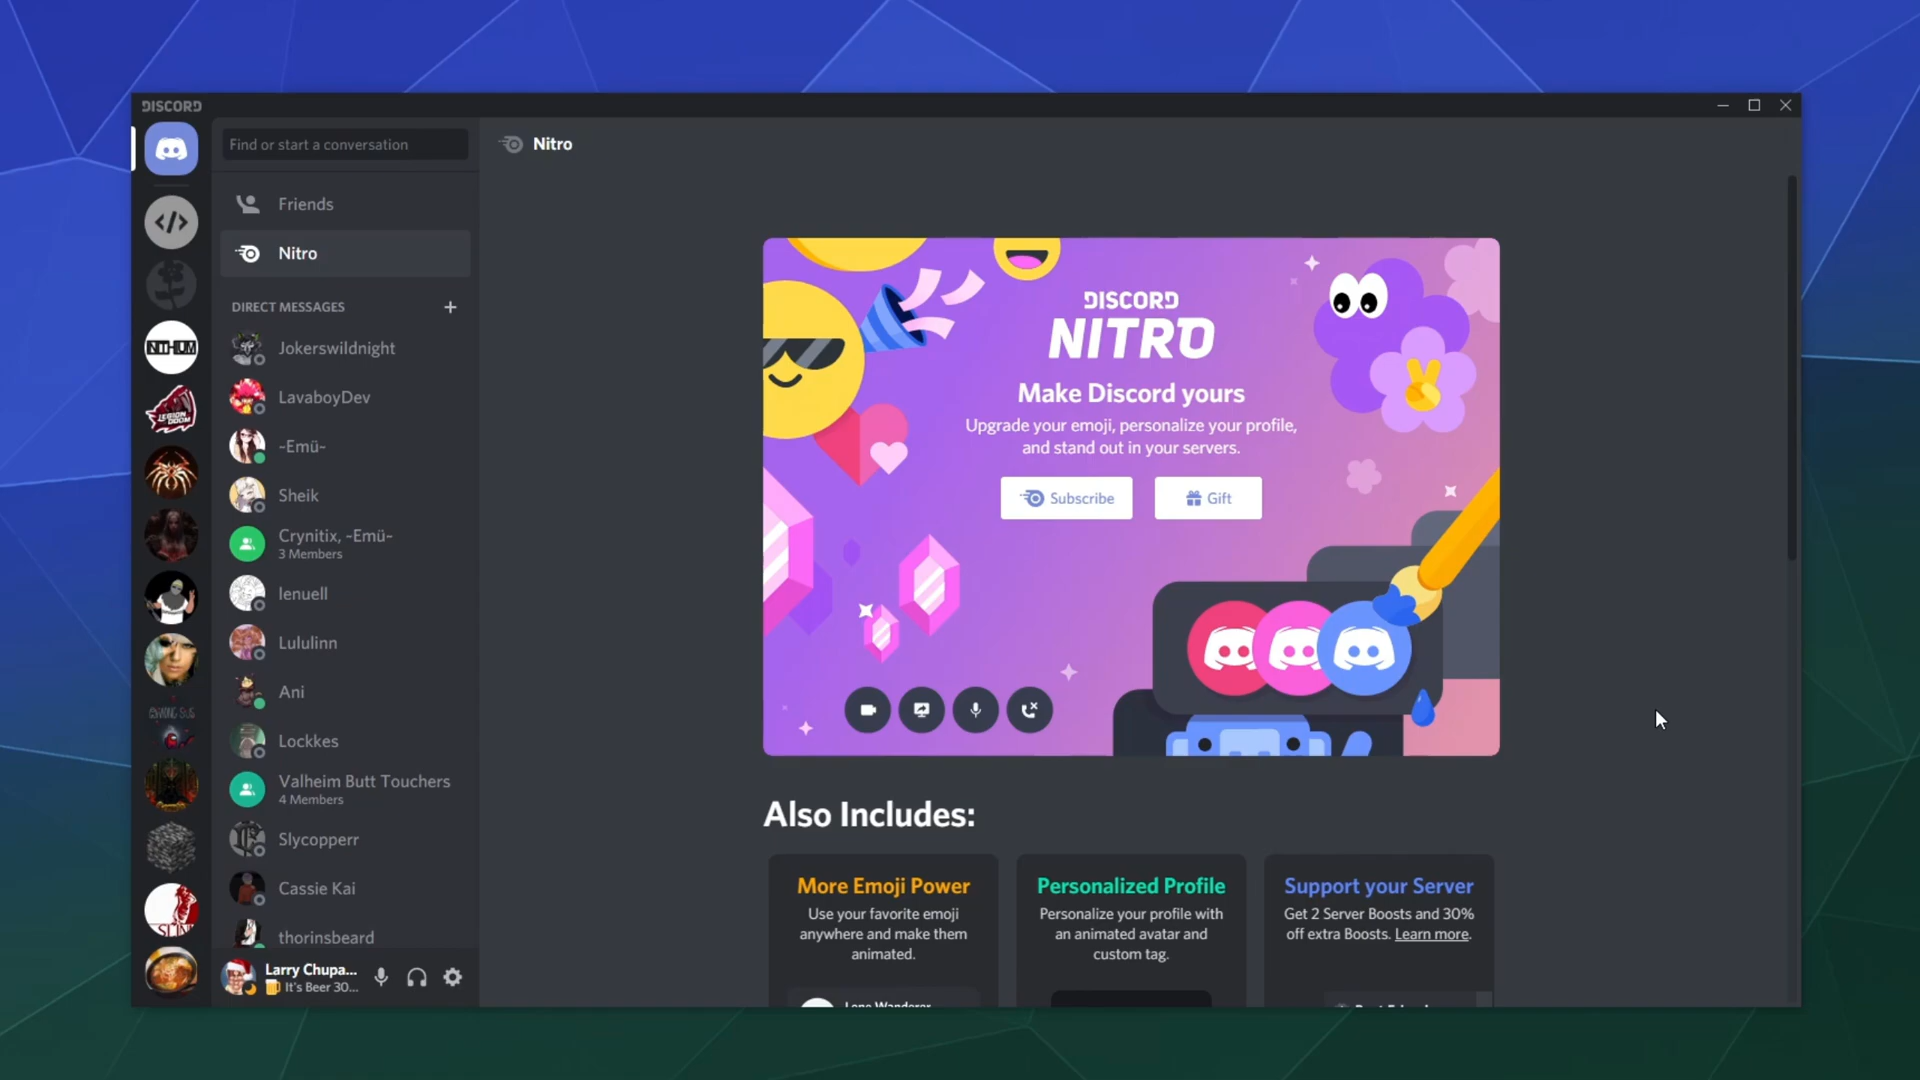 DISCORD
Find or start a conversation
Nitro
Friends
Nitro
DIRECT MESSAGES
Jokerswildnight
LavaboyDev
~Emü~
Sheik
Crynitix, ~Emü~
3 Members
Ienuell
Lululinn
Ani
Lockkes
Valheim Butt Touchers
4 Members
Slycopperr
Cassie Kai
thorinsbeard
Larry Chupa...
It's Beer 30...
NITHUM
LEGION
DOOM
DISCORD
NITRO
Make Discord yours
Upgrade your emoji, personalize your profile,
and stand out in your servers.
Subscribe
Gift
Also Includes:
More Emoji Power
Use your favorite emoji
anywhere and make them
animated.
Personalized Profile
Personalize your profile with
an animated avatar and
custom tag.
Support your Server
Get 2 Server Boosts and 30%
off extra Boosts. Learn more.